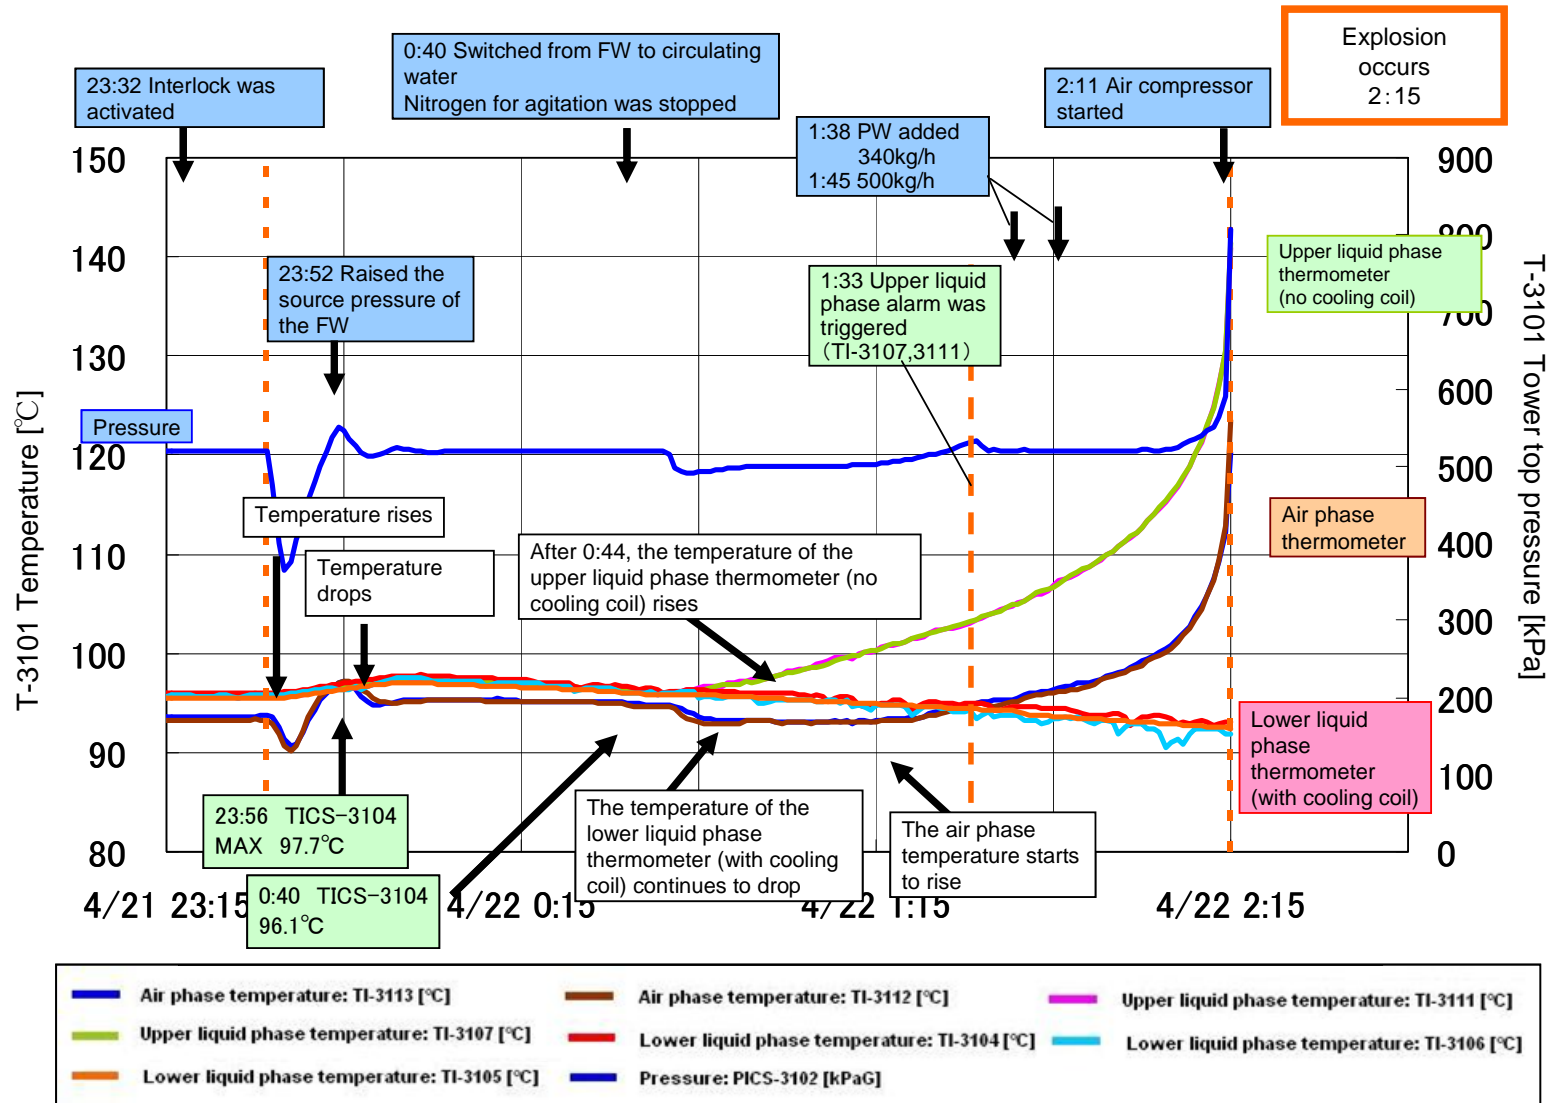 Explosion
occurs
2:15
0:40 Switched from FW to circulating
water
Nitrogen for agitation was stopped
23:32 Interlock was
activated
2:11 Air compressor
started
1:38 PW added
340kg/h
1:45 500kg/h
23:52 Raised the
source pressure of
the FW
1:33 Upper liquid
phase alarm was
triggered
(TI-3107,3111)
Upper liquid phase
thermometer
(no cooling coil)
Pressure
Temperature rises
Temperature
drops
After 0:44, the temperature of the
upper liquid phase thermometer (no
cooling coil) rises
Air phase
thermometer
Lower liquid
phase
thermometer
(with cooling coil)
23:56 TICS-3104
MAX 97.7℃
0:40 TICS-3104
96.1℃
The temperature of the
lower liquid phase
thermometer (with cooling
coil) continues to drop
The air phase
temperature starts
to rise
T-3101 Temperature [℃]
150
140
130
120
110
100
90
80
T-3101 Tower top pressure [kPa]
900
800
700
600
500
400
300
200
100
0
4/21 23:15
4/22 0:15
4/22 1:15
4/22 2:15
Air phase temperature: TI-3113 [℃]
Air phase temperature: TI-3112 [℃]
Upper liquid phase temperature: TI-3111 [℃]
Upper liquid phase temperature: TI-3107 [℃]
Lower liquid phase temperature: TI-3104 [℃]
Lower liquid phase temperature: TI-3106 [℃]
Lower liquid phase temperature: TI-3105 [℃]
Pressure: PICS-3102 [kPaG]